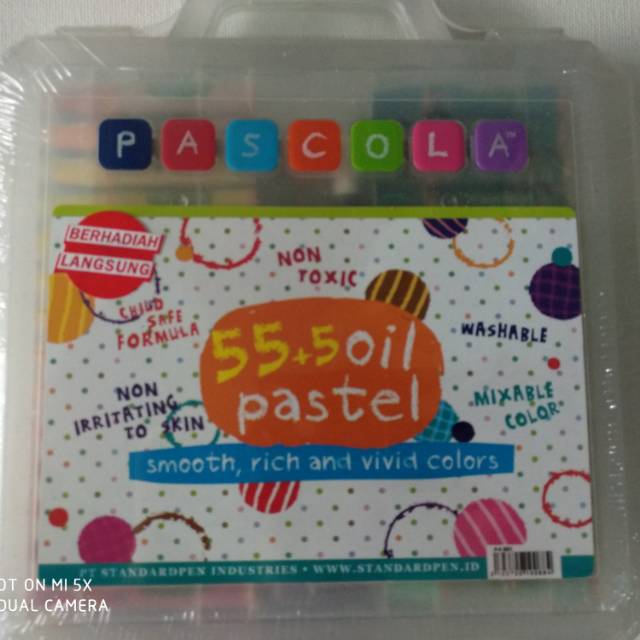 PASCOLA™
BERHADIAH
LANGSUNG
NON
TOXIC
CHILD
SAFE
FORMULA
WASHABLE
55+5 oil
pastel
NON
IRRITATING
TO SKIN
MIXABLE
COLOR
smooth, rich and vivid colors
PT STANDARDPEN INDUSTRIES • WWW.STANDARDPEN.ID
OT ON MI 5X
DUAL CAMERA